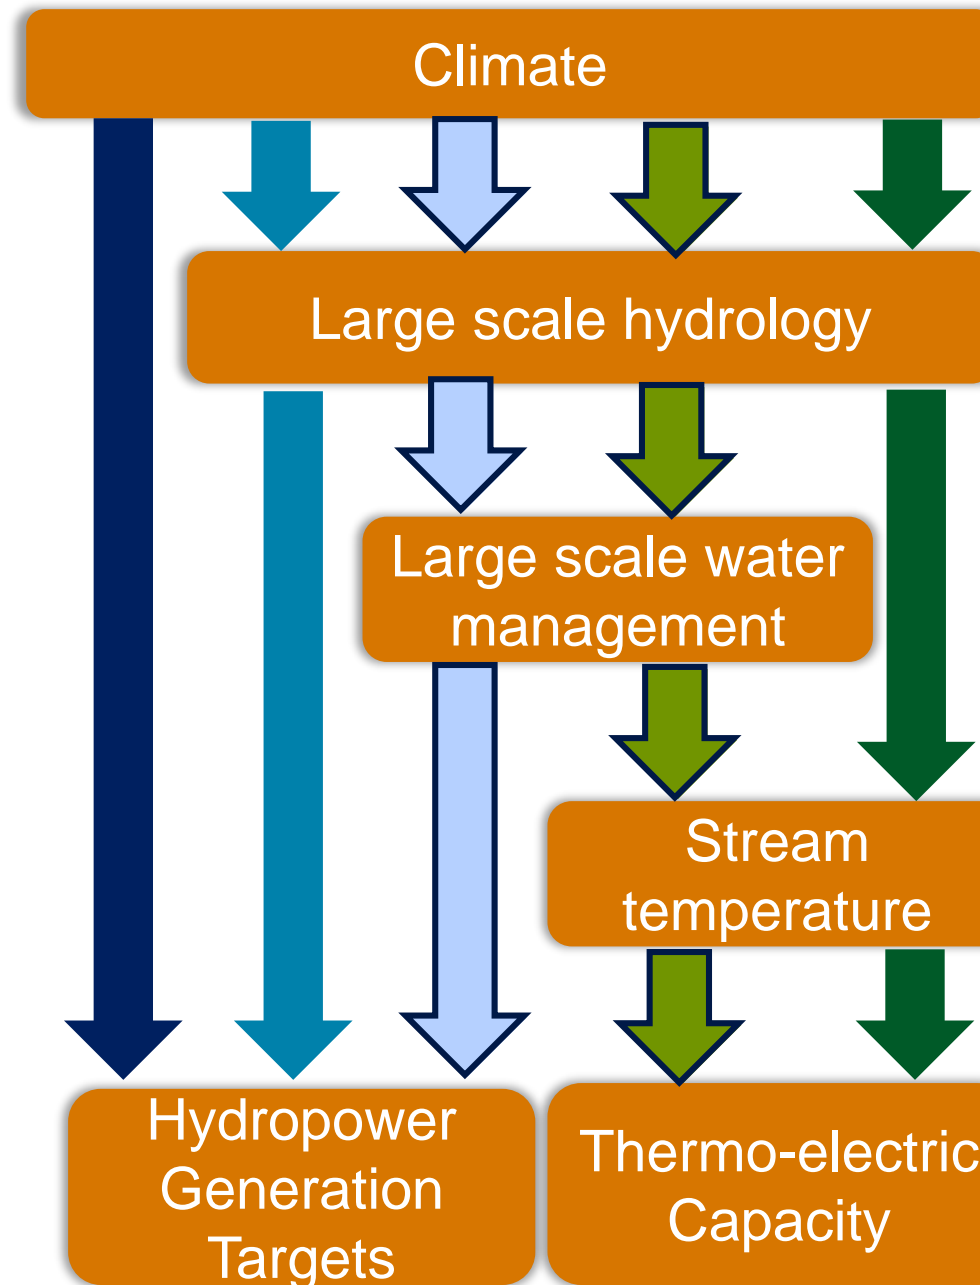 Climate
Large scale hydrology
Large scale water
management
Stream
temperature
Hydropower
Generation
Targets
Thermo-electric
Capacity